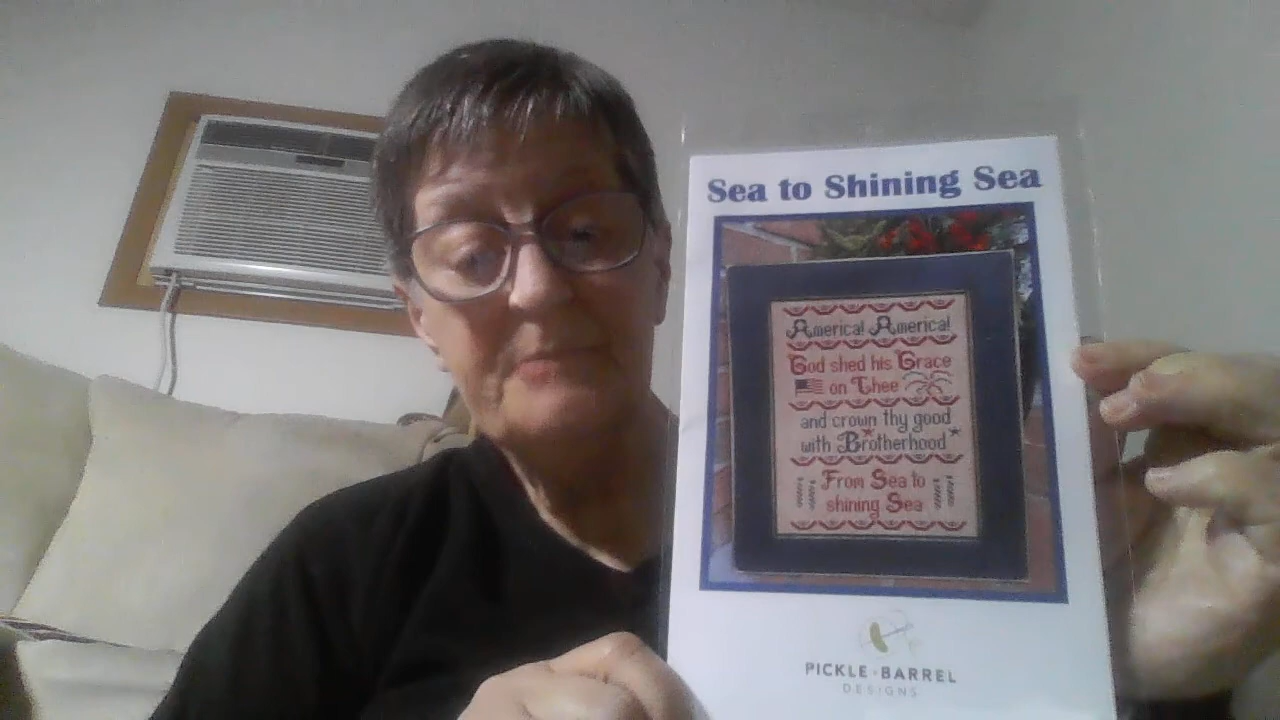 Sea to Shining Sea
America! America!
God shed his Grace
on Thee
and crown thy good
with Brotherhood
From Sea to
shining Sea
PICKLE BARREL
DESIGNS